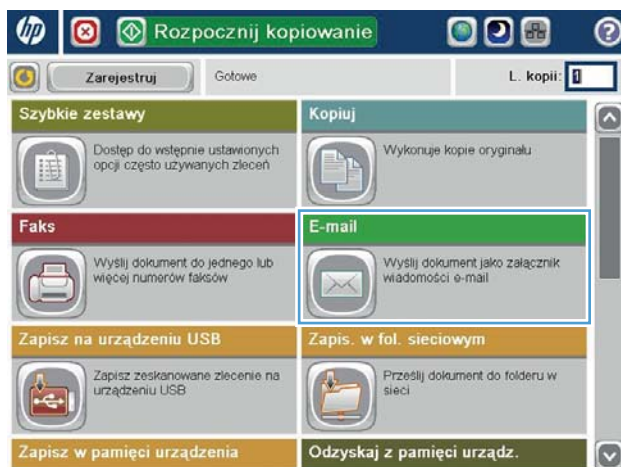 hp
Rozpocznij kopiowanie
?
Zarejestruj
Gotowe
L. kopii: 1
Szybkie zestawy
Dostęp do wstępnie ustawionych
opcji często używanych zleceń
Kopiuj
Wykonuje kopie oryginału
Faks
Wyślij dokument do jednego lub
więcej numerów faksów
E-mail
Wyślij dokument jako załącznik
wiadomości e-mail
Zapisz na urządzeniu USB
Zapisz zeskanowane zlecenie na
urządzeniu USB
Zapis. w fol. sieciowym
Prześlij dokument do folderu w
sieci
Zapisz w pamięci urządzenia
Odzyskaj z pamięci urządz.